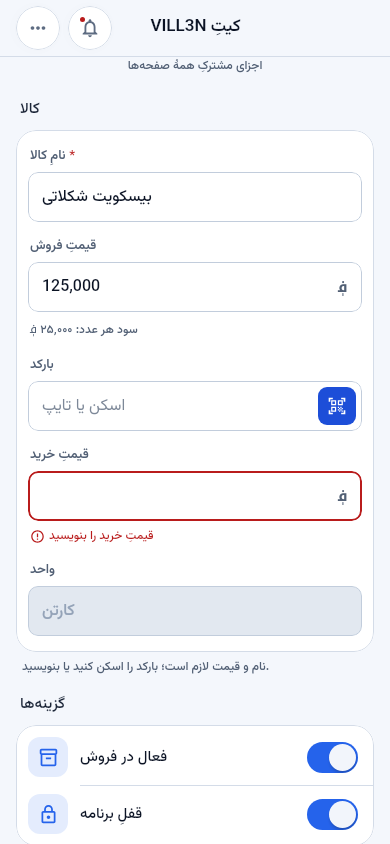 کیتِ VILL3N
اجزای مشترکِ همهٔ صفحه‌ها
کالا
نامِ کالا *
بیسکویت شکلاتی
قیمتِ فروش
125,000 ؋
سود هر عدد: ۲۵,۰۰۰ ؋
بارکد
اسکن یا تایپ
قیمتِ خرید
؋
قیمتِ خرید را بنویسید
واحد
کارتن
نام و قیمت لازم است؛ بارکد را اسکن کنید یا بنویسید.
گزینه‌ها
فعال در فروش
قفلِ برنامه